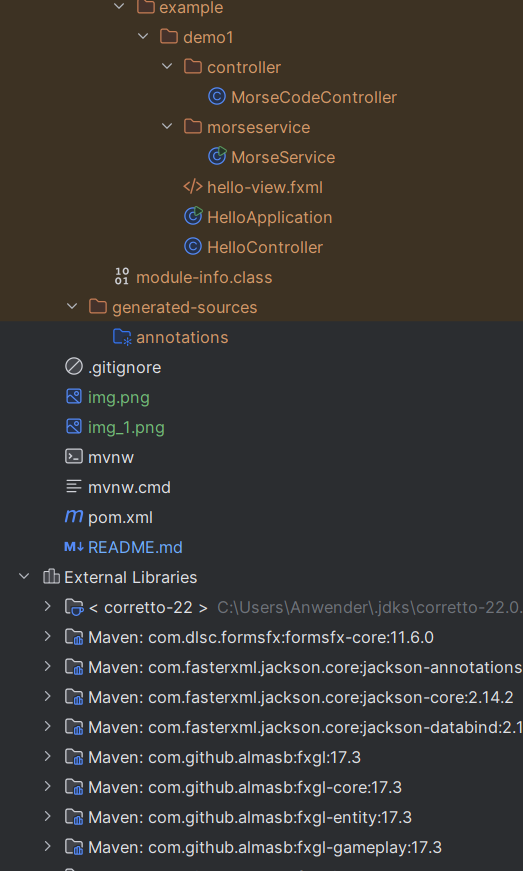 example
demo1
controller
MorseCodeController
morseservice
MorseService
hello-view.fxml
HelloApplication
HelloController
module-info.class
generated-sources
annotations
.gitignore
img.png
img_1.png
mvnw
mvnw.cmd
pom.xml
README.md
External Libraries
< corretto-22 > C:\Users\Anwender\.jdks\corretto-22.0.
Maven: com.dlsc.formsfx:formsfx-core:11.6.0
Maven: com.fasterxml.jackson.core:jackson-annotations
Maven: com.fasterxml.jackson.core:jackson-core:2.14.2
Maven: com.fasterxml.jackson.core:jackson-databind:2.1
Maven: com.github.almasb:fxgl:17.3
Maven: com.github.almasb:fxgl-core:17.3
Maven: com.github.almasb:fxgl-entity:17.3
Maven: com.github.almasb:fxgl-gameplay:17.3